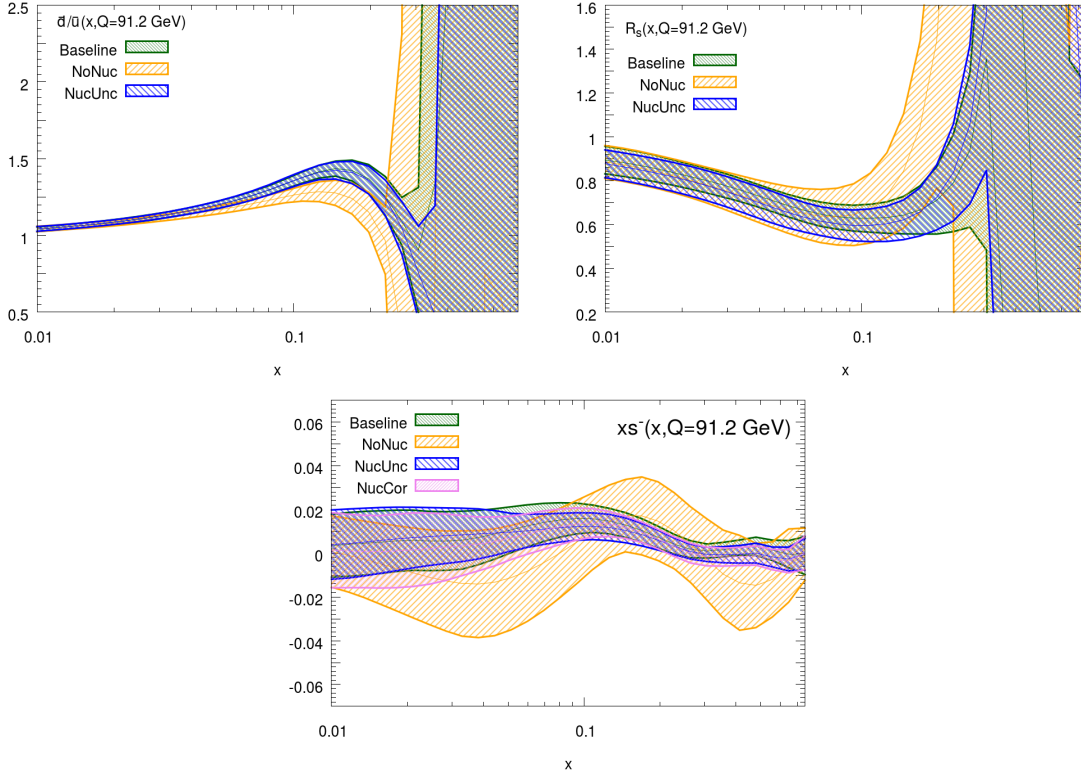 2.5
2
1.5
1
0.5
đ/ū(x,Q=91.2 GeV)
Baseline
NoNuc
NucUnc
0.01
0.1
x
1.6
1.4
1.2
1
0.8
0.6
0.4
0.2
Rs(x,Q=91.2 GeV)
Baseline
NoNuc
NucUnc
0.01
0.1
x
0.06
0.04
0.02
0
-0.02
-0.04
-0.06
Baseline
NoNuc
NucUnc
NucCor
xs⁻(x,Q=91.2 GeV)
0.01
0.1
x